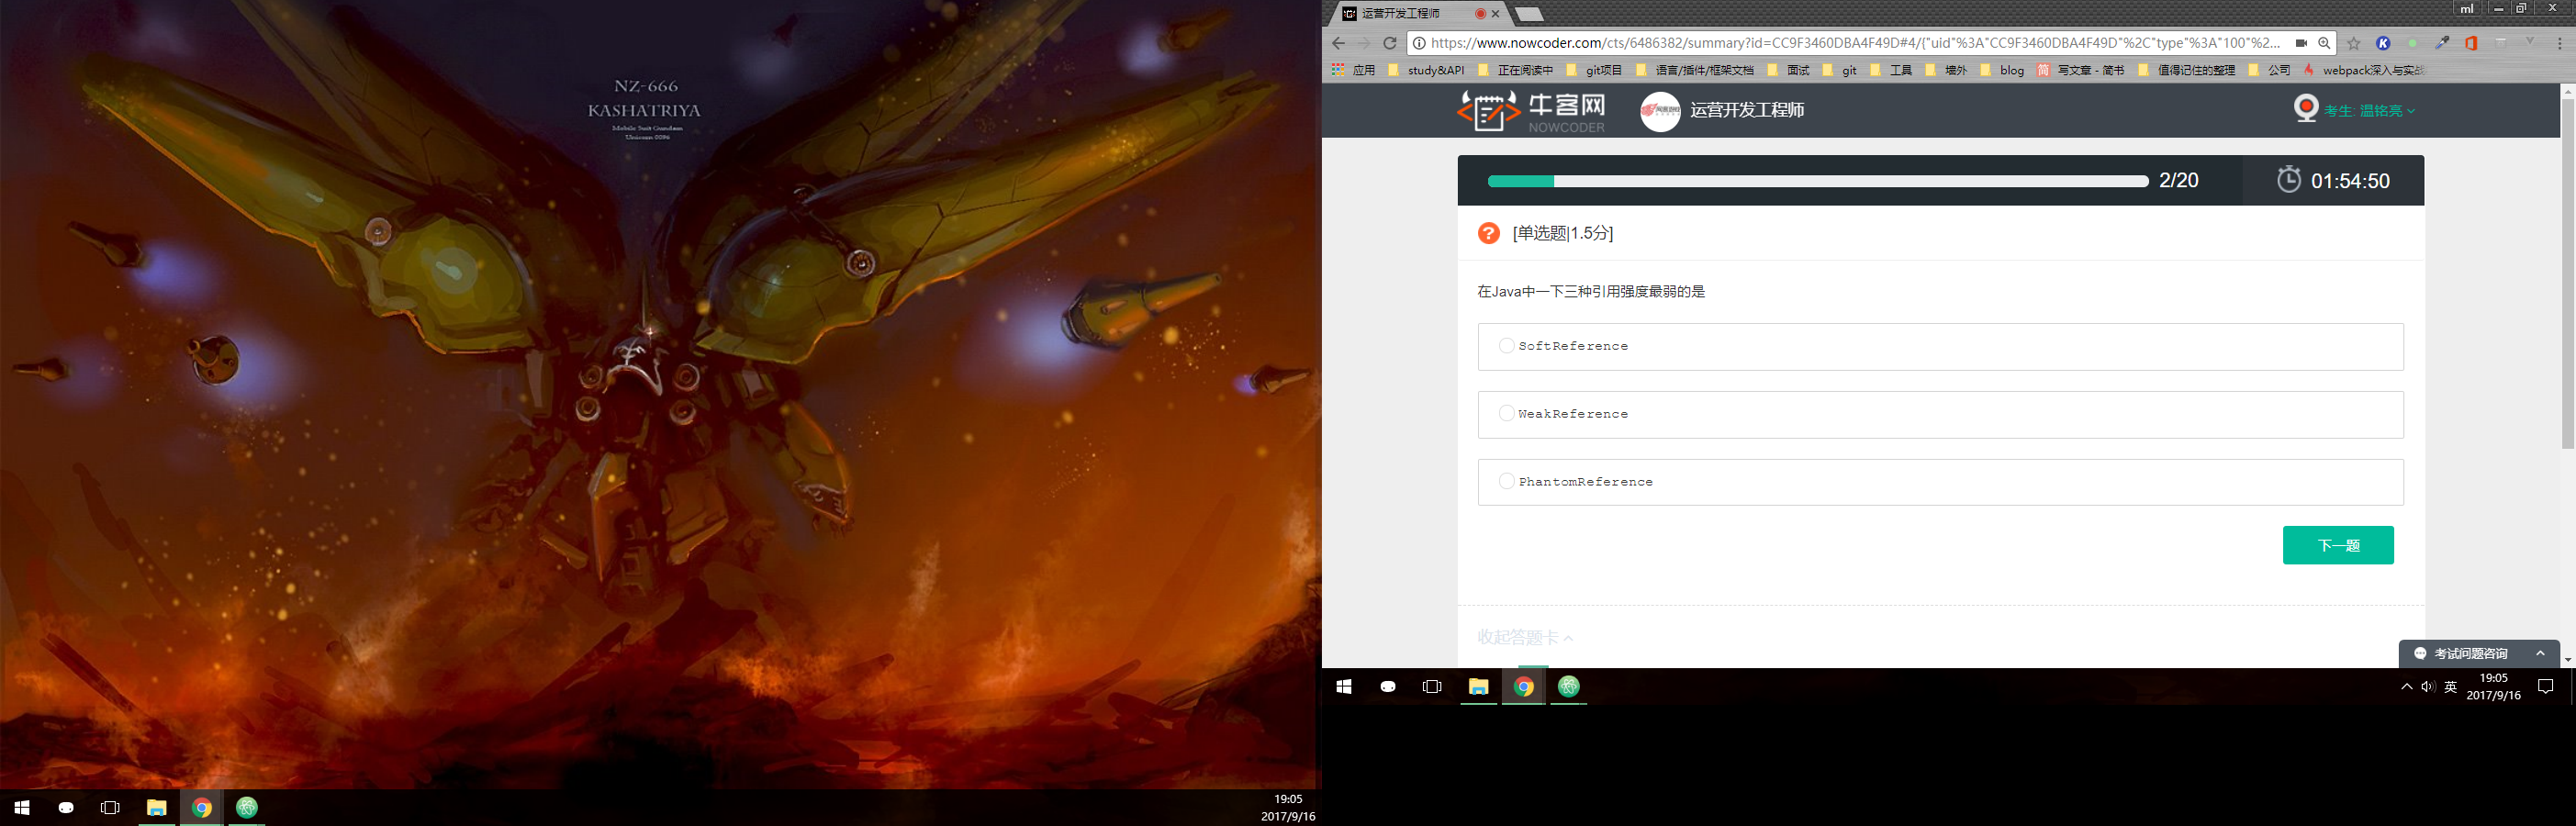 NZ-666
KASHATRIYA
Mobile Suit Gundam
Unicorn 0096
19:05
2017/9/16
运营开发工程师
ml
https://www.nowcoder.com/cts/6486382/summary?id=CC9F3460DBA4F49D#4/{"uid"%3A"CC9F3460DBA4F49D"%2C"type"%3A"100"%2...
应用 study&API 正在阅读中 git项目 语言/插件/框架文档 面试 git 工具 墙外 blog 简 写文章 - 简书 值得记住的整理 公司 webpack深入与实战
牛客网
NOWCODER
运营开发工程师
考生: 温铭亮
2/20
01:54:50
[单选题|1.5分]
在Java中一下三种引用强度最弱的是
SoftReference
WeakReference
PhantomReference
下一题
收起答题卡
考试问题咨询
英
19:05
2017/9/16